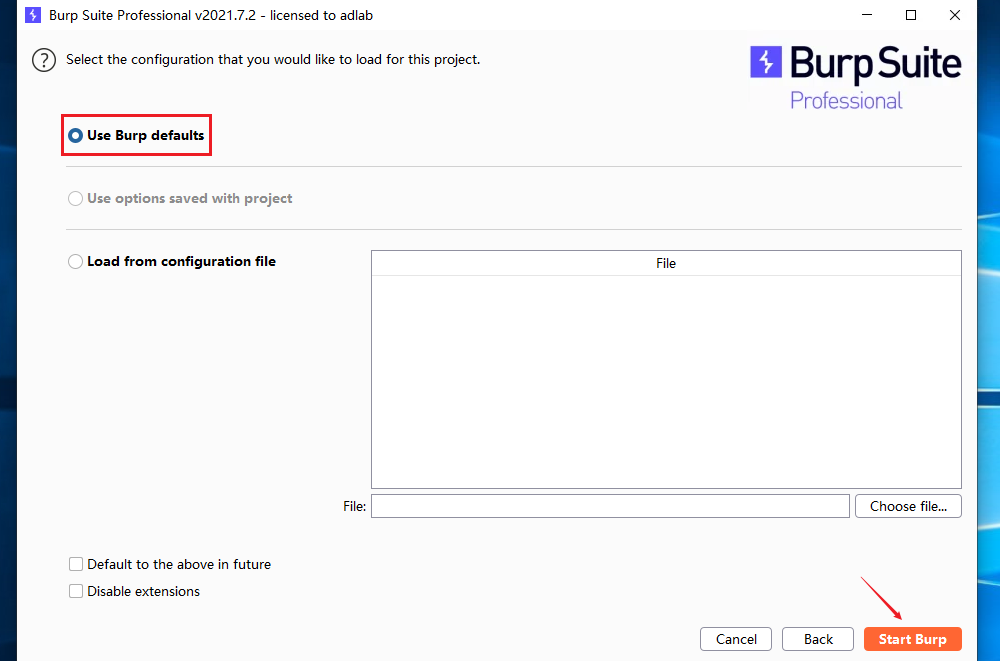 Burp Suite Professional v2021.7.2 - licensed to adlab
? Select the configuration that you would like to load for this project.
Burp Suite
Professional
Use Burp defaults
Use options saved with project
Load from configuration file
File
File:
Choose file...
Default to the above in future
Disable extensions
Cancel
Back
Start Burp